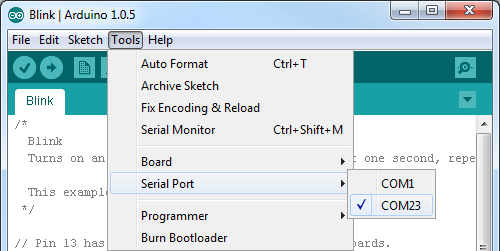 Blink | Arduino 1.0.5
File Edit Sketch Tools Help
Auto Format Ctrl+T
Archive Sketch
Fix Encoding & Reload
Serial Monitor Ctrl+Shift+M
Board
Serial Port
COM1
COM23
Programmer
Burn Bootloader
Blink
/*
Blink
Turns on an one second, repe
This example
*/
// Pin 13 has ards.